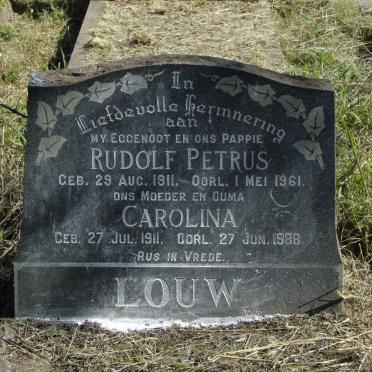 In
Liefdevolle Herinnering
aan
MY EGGENOOT EN ONS PAPPIE
RUDOLF PETRUS
GEB. 29 AUG. 1911. OORL. 1 MEI 1961.
ONS MOEDER EN OUMA
CAROLINA
GEB. 27 JUL. 1911. OORL. 27 JUN. 1988.
RUS IN VREDE.
LOUW